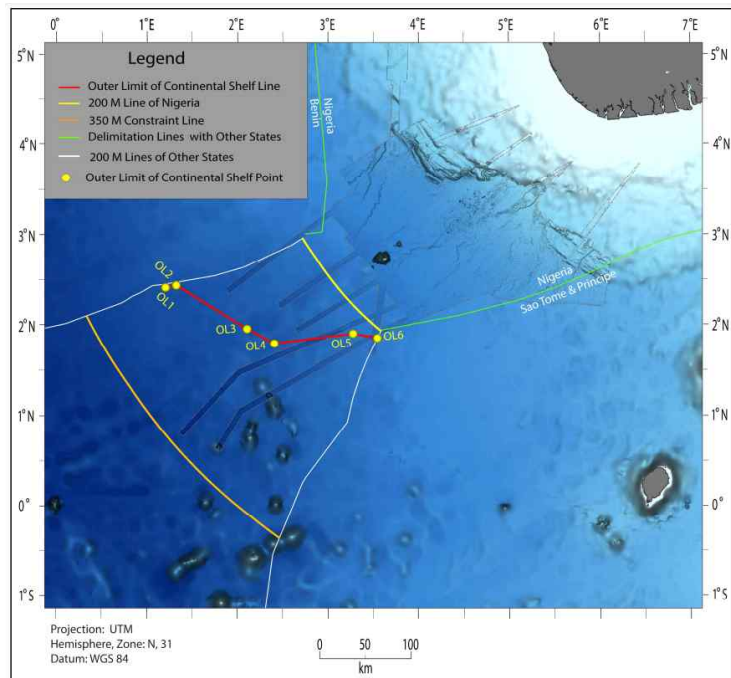 0° 1°E 2°E 3°E 4°E 5°E 6°E 7°E
Legend
Outer Limit of Continental Shelf Line
200 M Line of Nigeria
350 M Constraint Line
Delimitation Lines with Other States
200 M Lines of Other States
Outer Limit of Continental Shelf Point
Nigeria
Benin
5°N 5°N
4°N 4°N
3°N 3°N
Nigeria
Sao Tome & Principe
OL2
OL1
OL3
OL4
OL5
OL6
2°N 2°N
1°N 1°N
0° 0°N
1°S 1°S
Projection: UTM
Hemisphere, Zone: N, 31
Datum: WGS 84
0 50 100
km